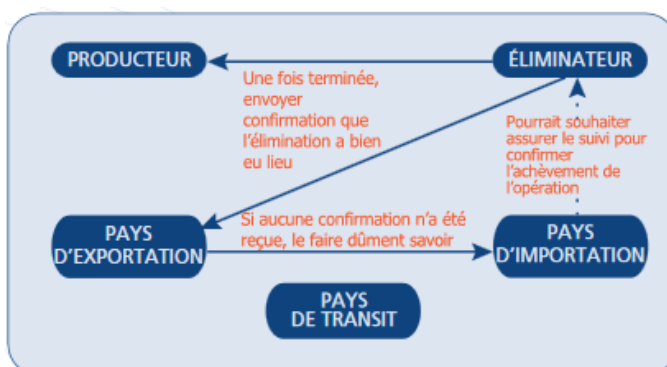 PRODUCTEUR
ÉLIMINATEUR
Une fois terminée,
envoyer
confirmation que
l'élimination a bien
eu lieu
Pourrait souhaiter
assurer le suivi pour
confirmer
l'achèvement de
l'opération
Si aucune confirmation n'a été
reçue, le faire dûment savoir
PAYS
D'EXPORTATION
PAYS
D'IMPORTATION
PAYS
DE TRANSIT